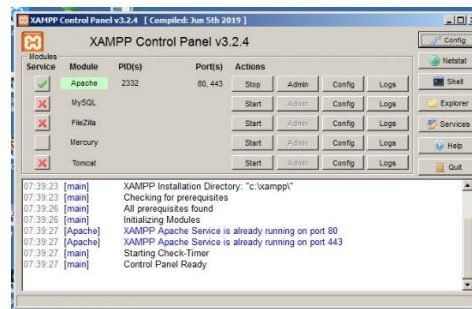 XAMPP Control Panel v3.2.4 [ Compiled: Jun 5th 2019 ]
XAMPP Control Panel v3.2.4
Config
Modules
Service Module PID(s) Port(s) Actions
Netstat
Apache 2332 80, 443 Stop Admin Config Logs
Shell
MySQL Start Admin Config Logs
Explorer
FileZilla Start Admin Config Logs
Services
Mercury Start Admin Config Logs
Help
Tomcat Start Admin Config Logs
Quit
07:39:23 [main] XAMPP Installation Directory: "c:\xampp\"
07:39:23 [main] Checking for prerequisites
07:39:26 [main] All prerequisites found
07:39:26 [main] Initializing Modules
07:39:27 [Apache] XAMPP Apache Service is already running on port 80
07:39:27 [Apache] XAMPP Apache Service is already running on port 443
07:39:27 [main] Starting Check-Timer
07:39:27 [main] Control Panel Ready